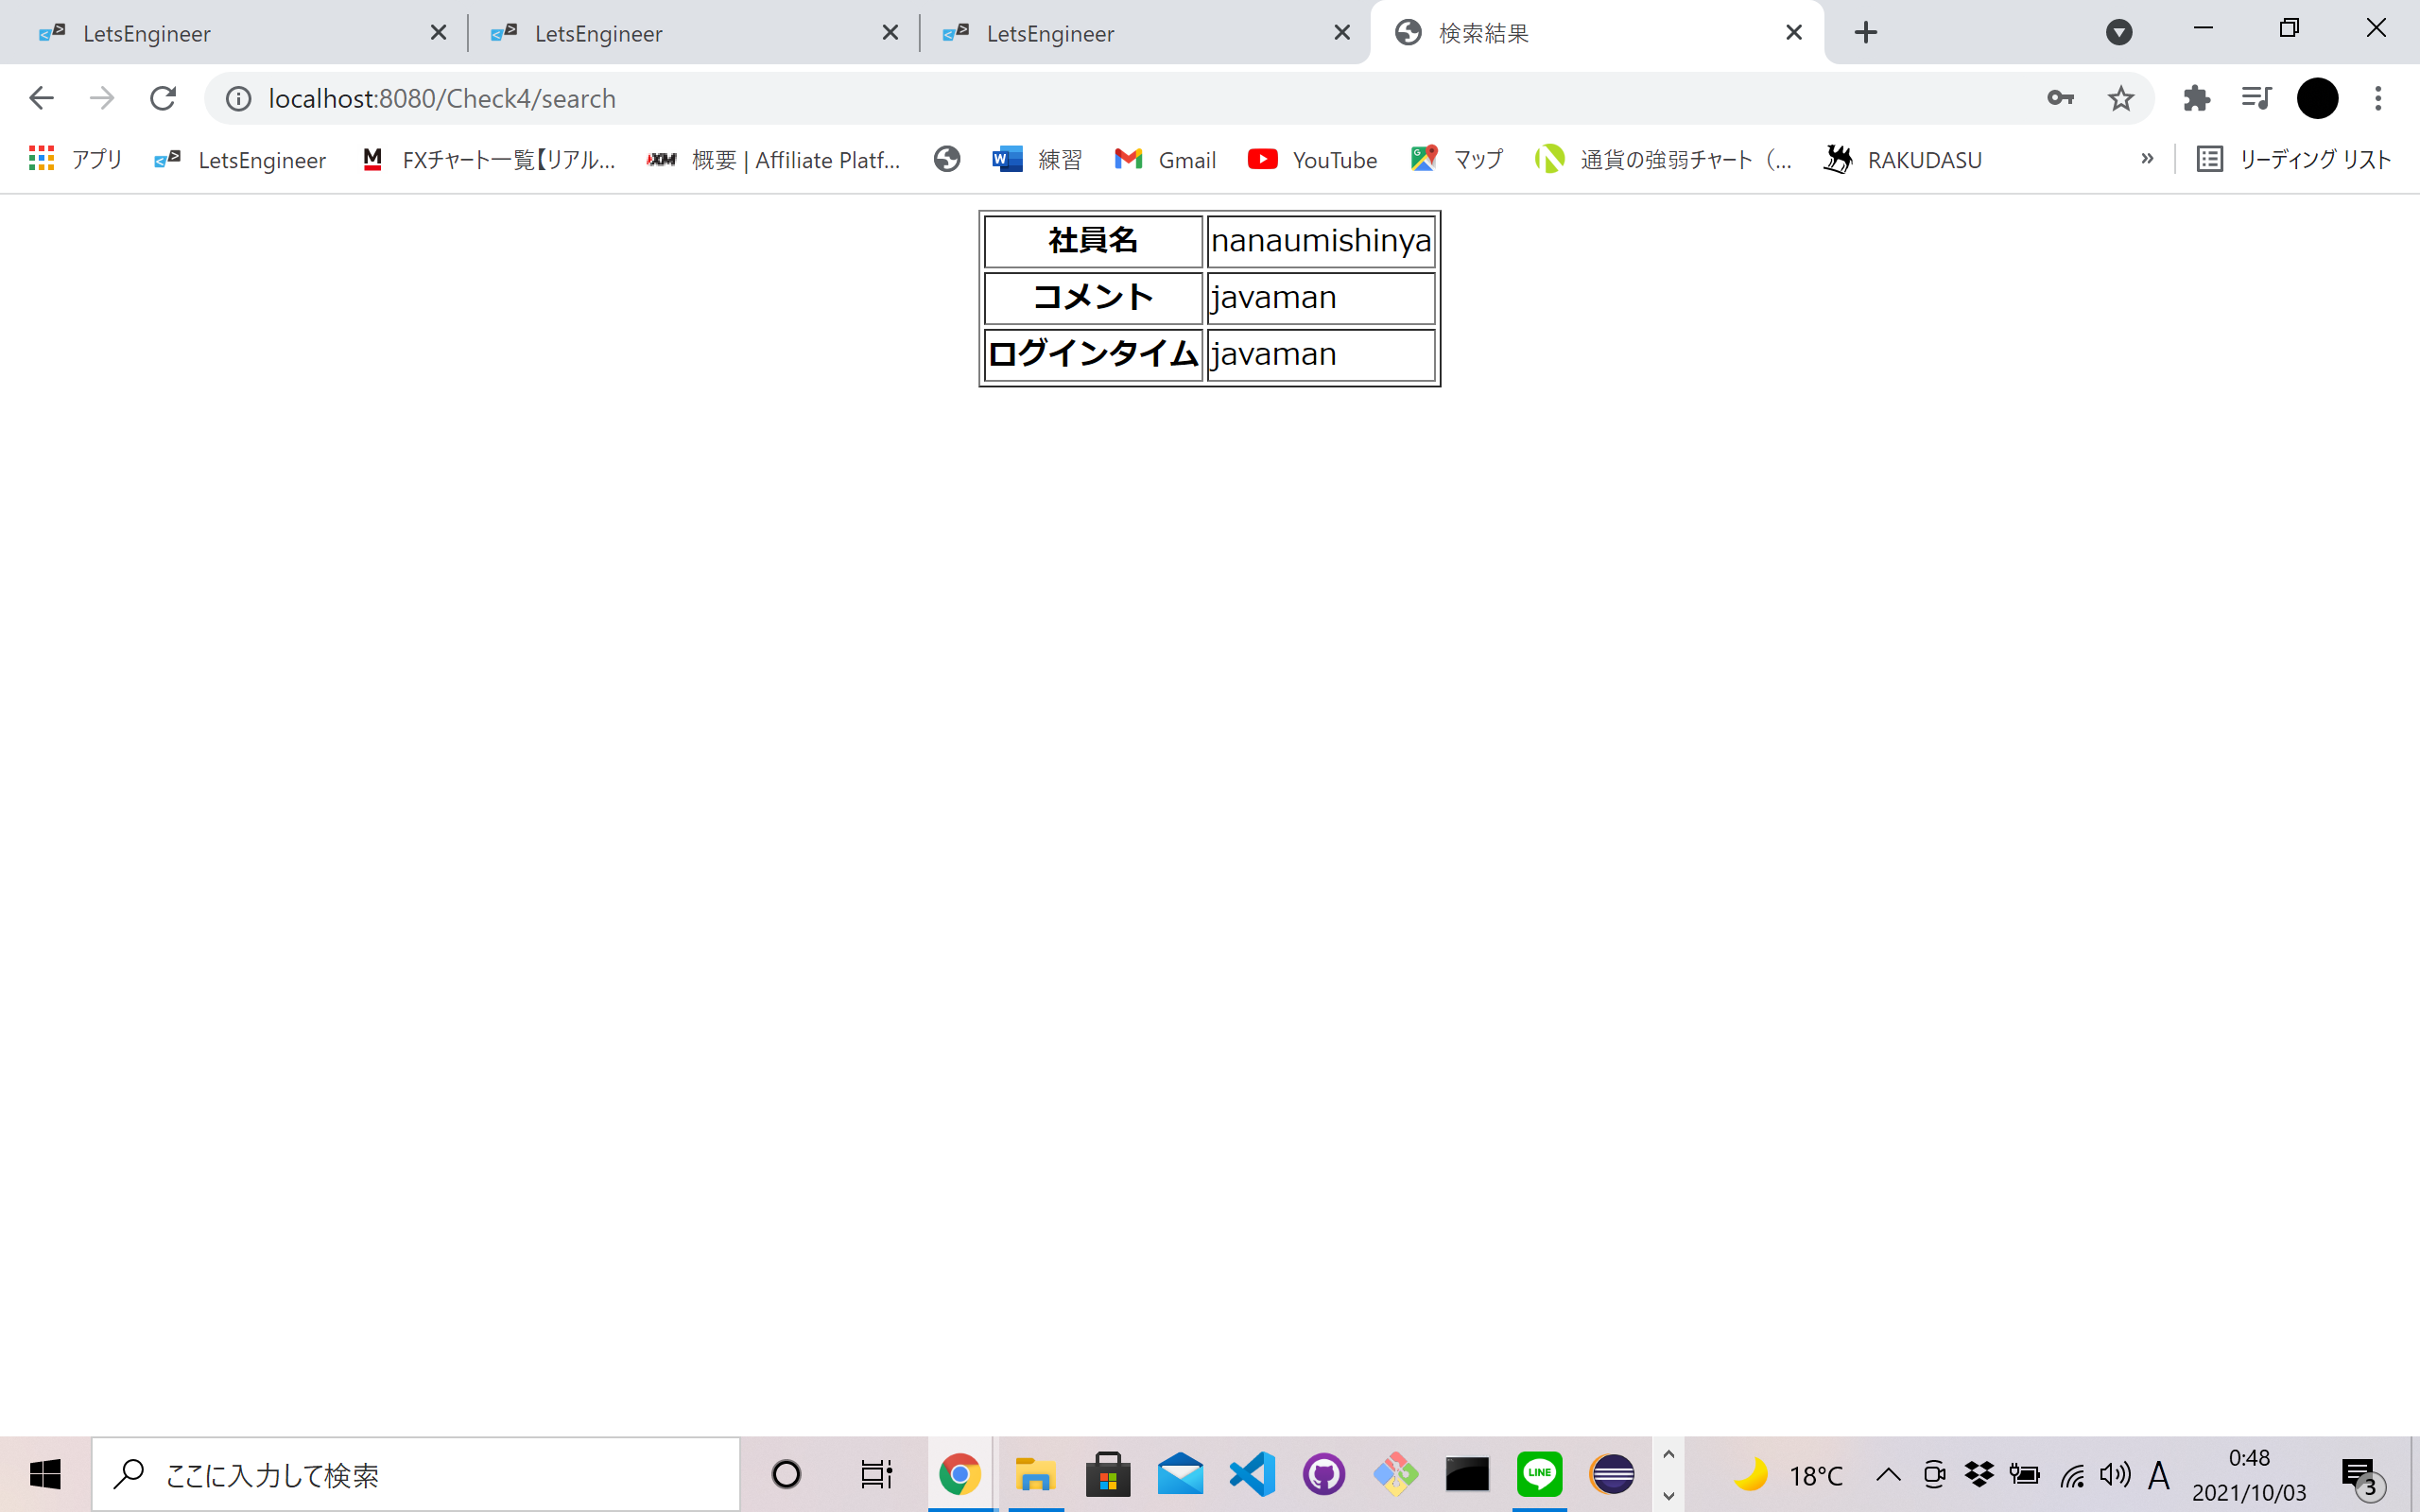 LetsEngineer
LetsEngineer
LetsEngineer
検索結果
localhost:8080/Check4/search
アプリ
LetsEngineer
M FXチャート一覧【リアル...
XM 概要 | Affiliate Platf...
W 練習
Gmail
YouTube
G マップ
通貨の強弱チャート（...
RAKUDASU
»
リーディング リスト
社員名 nanaumishinya
コメント javaman
ログインタイム javaman
ここに入力して検索
LINE
18°C
A
0:48
2021/10/03
3